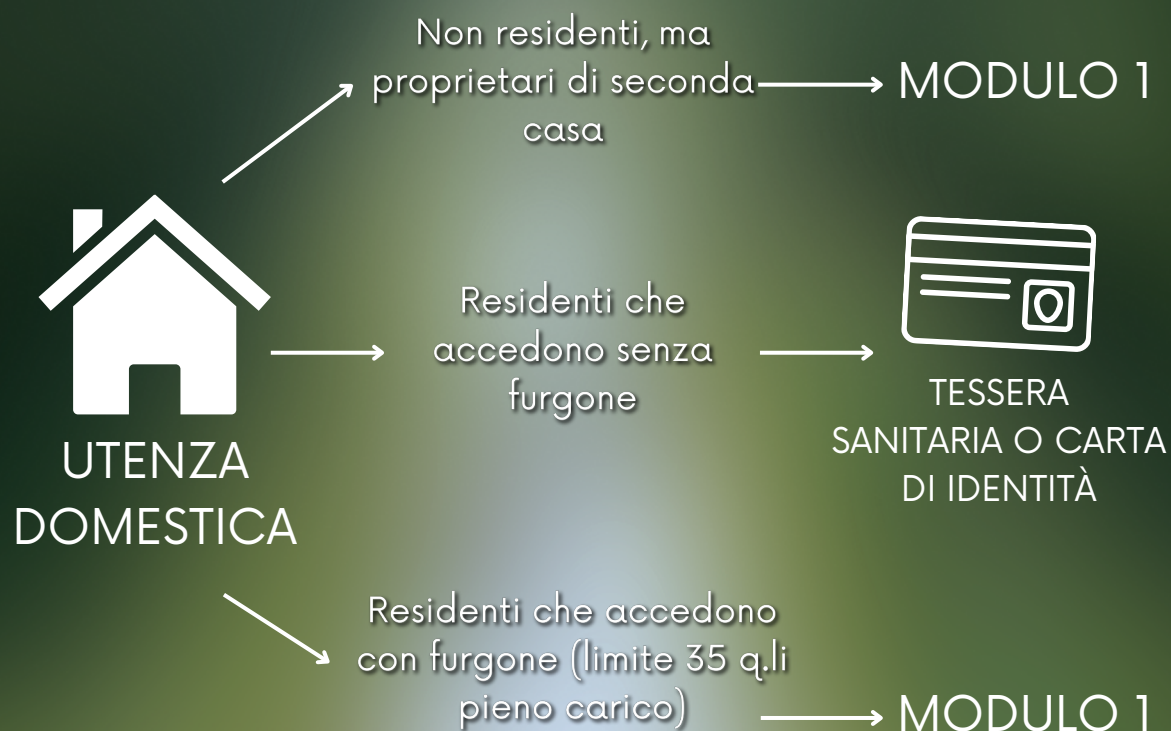 Non residenti, ma
proprietari di seconda
casa
MODULO 1
Residenti che
accedono senza
furgone
TESSERA
SANITARIA O CARTA
DI IDENTITÀ
UTENZA
DOMESTICA
Residenti che accedono
con furgone (limite 35 q.li
pieno carico)
MODULO 1